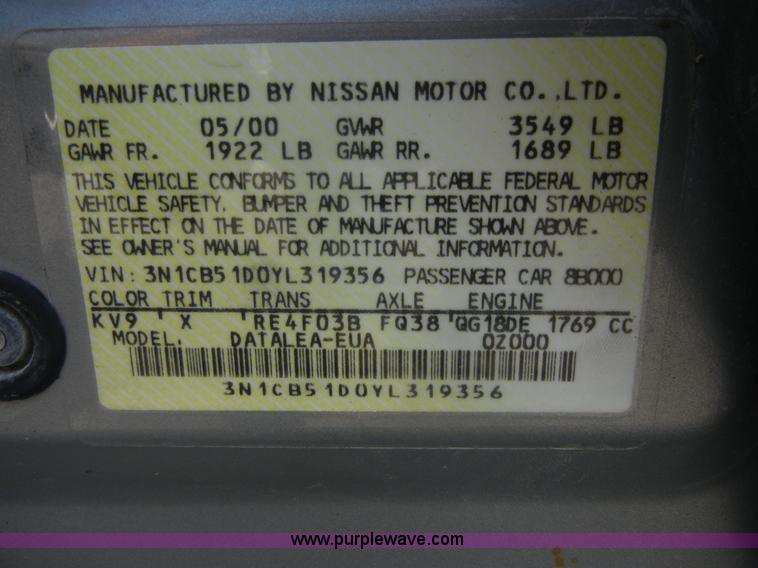 MANUFACTURED BY NISSAN MOTOR CO.,LTD.
DATE 05/00 GVWR 3549 LB
GAWR FR. 1922 LB GAWR RR. 1689 LB
THIS VEHICLE CONFORMS TO ALL APPLICABLE FEDERAL MOTOR
VEHICLE SAFETY, BUMPER AND THEFT PREVENTION STANDARDS
IN EFFECT ON THE DATE OF MANUFACTURE SHOWN ABOVE.
SEE OWNER'S MANUAL FOR ADDITIONAL INFORMATION.
VIN: 3N1CB51D0YL319356 PASSENGER CAR 8B000
COLOR TRIM TRANS AXLE ENGINE
KV9 X RE4F03B FQ38 QG18DE 1769 CC
MODEL. DATALEA-EUA 0Z000
3N1CB51D0YL319356
www.purplewave.com